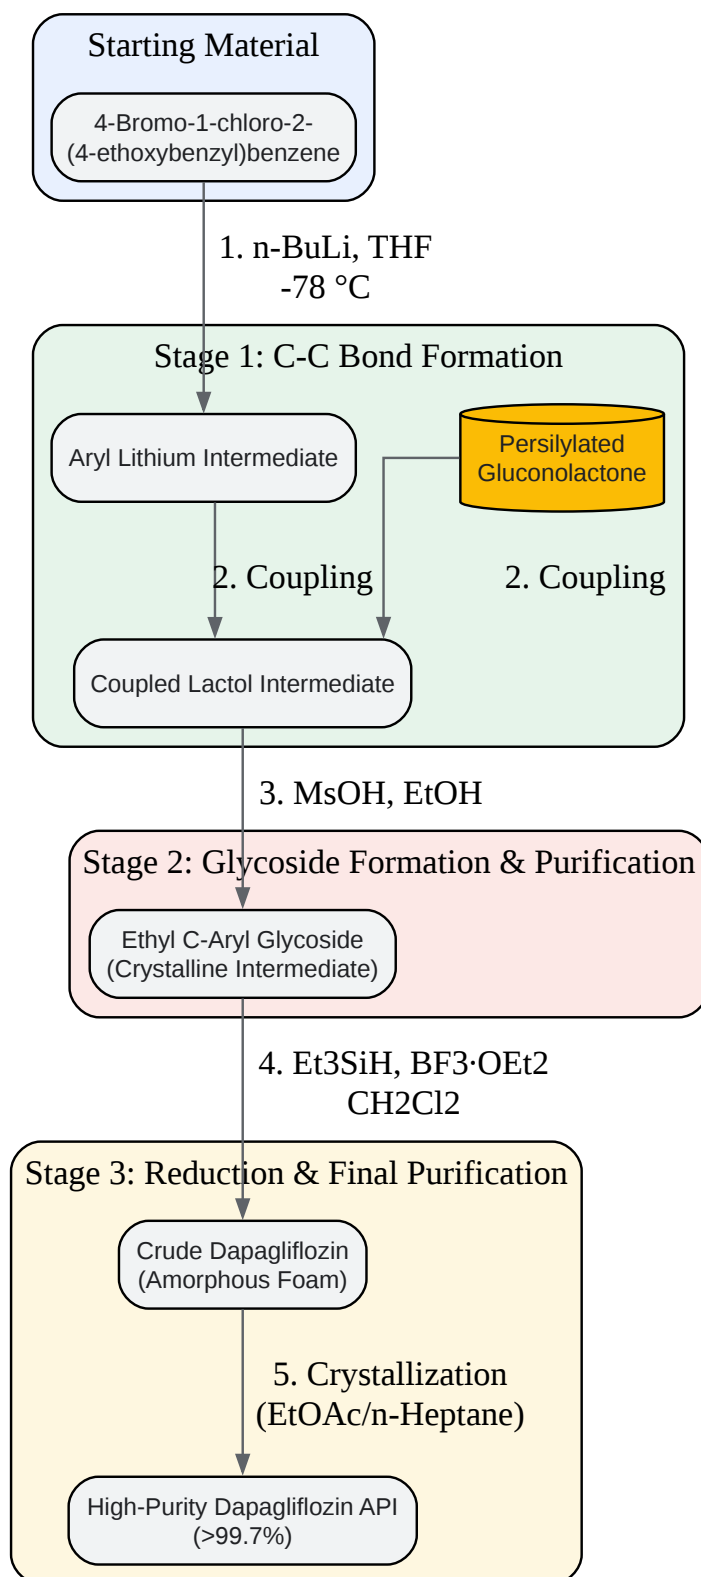 Starting Material
4-Bromo-1-chloro-2-
(4-ethoxybenzyl)benzene
1. n-BuLi, THF
-78 °C
Stage 1: C-C Bond Formation
Aryl Lithium Intermediate
Persilylated
Gluconolactone
2. Coupling
2. Coupling
Coupled Lactol Intermediate
3. MsOH, EtOH
Stage 2: Glycoside Formation & Purification
Ethyl C-Aryl Glycoside
(Crystalline Intermediate)
4. Et3SiH, BF3·OEt2
CH2Cl2
Stage 3: Reduction & Final Purification
Crude Dapagliflozin
(Amorphous Foam)
5. Crystallization
(EtOAc/n-Heptane)
High-Purity Dapagliflozin API
(>99.7%)